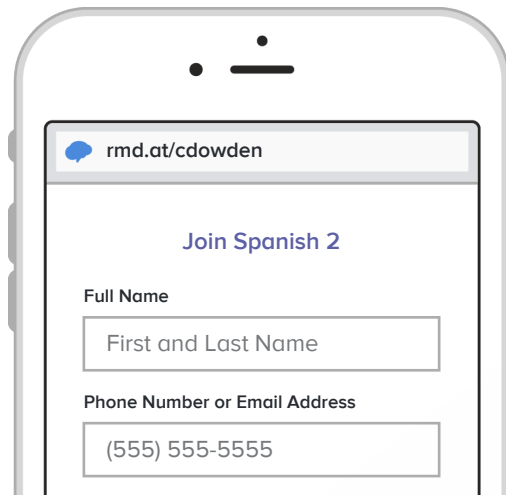 rmd.at/cdowden
Join Spanish 2
Full Name
First and Last Name
Phone Number or Email Address
(555) 555-5555